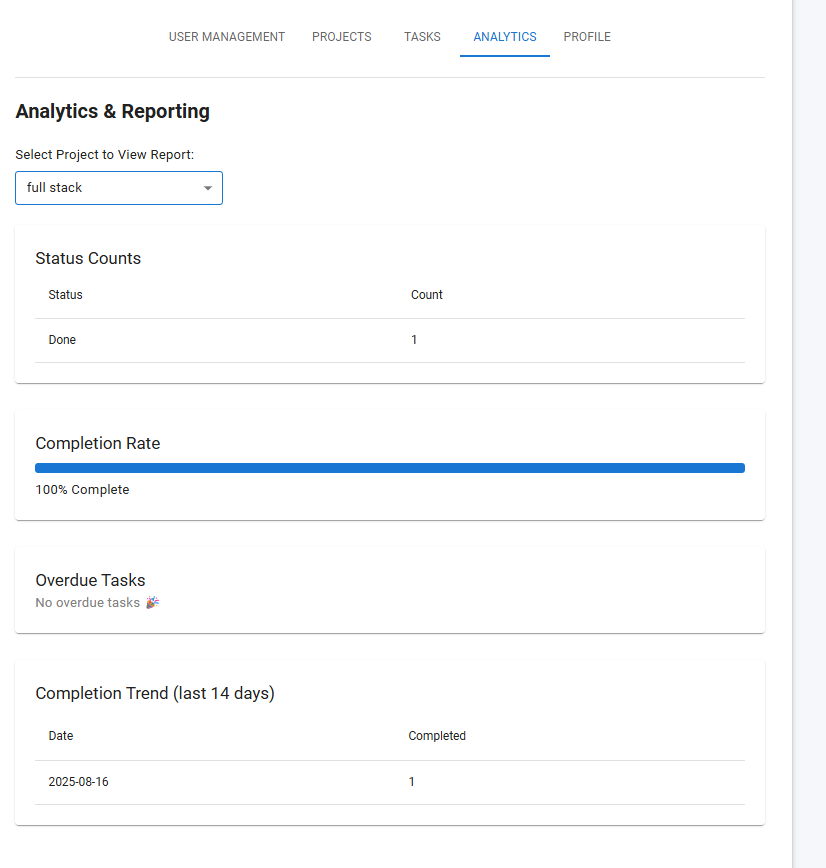 USER MANAGEMENT PROJECTS TASKS ANALYTICS PROFILE
Analytics & Reporting
Select Project to View Report:
full stack
Status Counts
Status Count
Done 1
Completion Rate
100% Complete
Overdue Tasks
No overdue tasks 🎉
Completion Trend (last 14 days)
Date Completed
2025-08-16 1